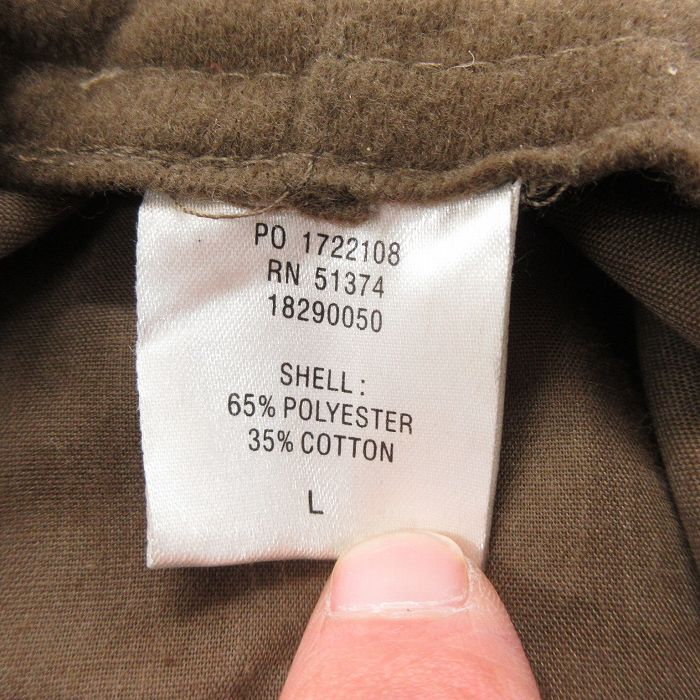 PO 1722108
RN 51374
18290050
SHELL:
65% POLYESTER
35% COTTON
L